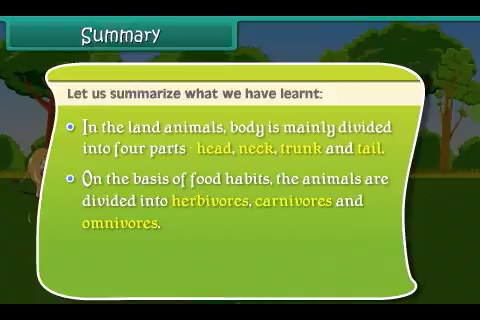 Summary
Let us summarize what we have learnt:
In the land animals, body is mainly divided
into four parts - head, neck, trunk and tail.
On the basis of food habits, the animals are
divided into herbivores, carnivores and
omnivores.